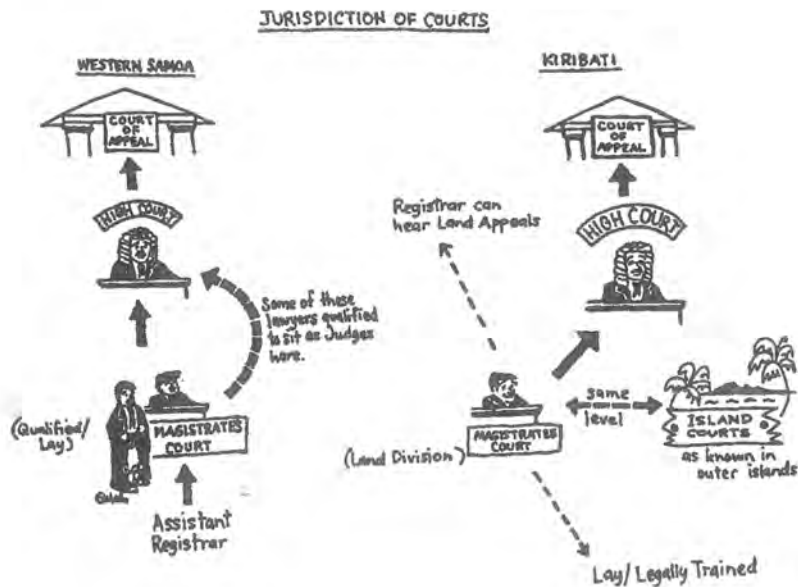 JURISDICTION OF COURTS
WESTERN SAMOA
COURT
OF
APPEAL
HIGH COURT
Some of these
lawyers qualified
to sit as Judges
here.
(Qualified/
Lay)
MAGISTRATES
COURT
Assistant
Registrar
KIRIBATI
COURT
OF
APPEAL
Registrar can
hear Land Appeals
HIGH COURT
MAGISTRATES
COURT
(Land Division)
same
level
ISLAND
COURTS
as known in
outer islands
Lay/Legally Trained